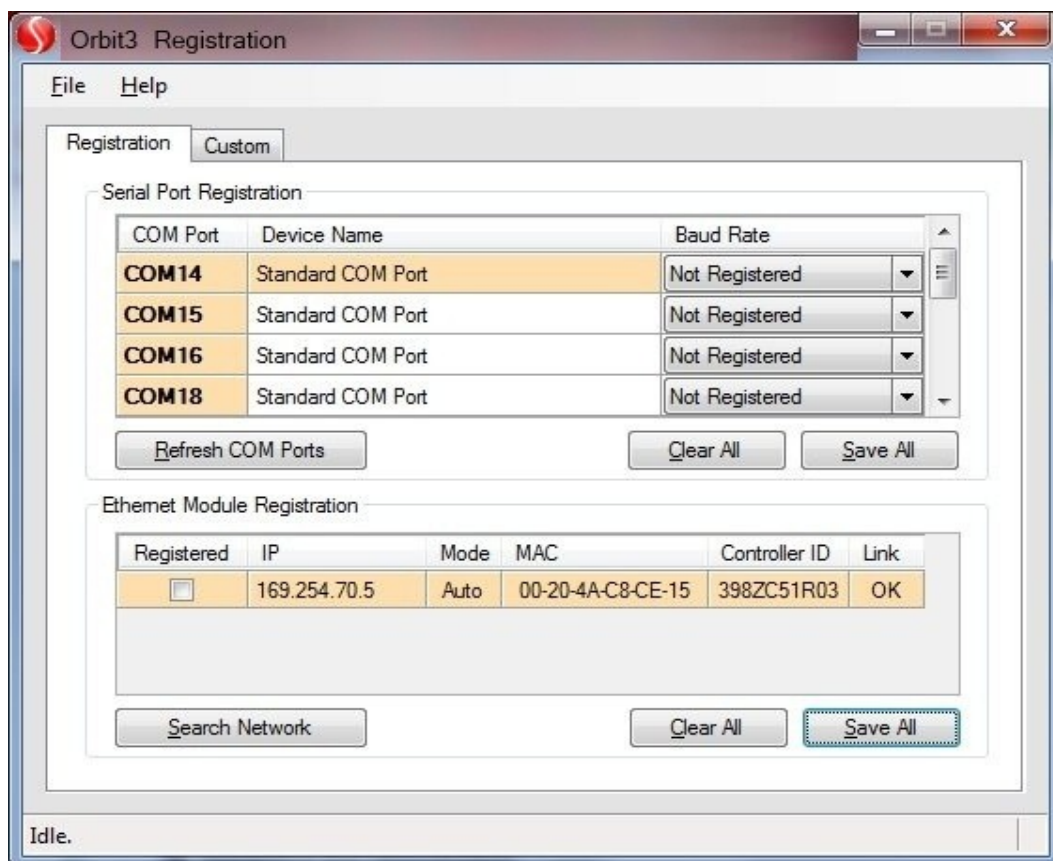 Orbit3 Registration
File Help
Registration Custom
Serial Port Registration
COM Port Device Name Baud Rate
COM14 Standard COM Port Not Registered
COM15 Standard COM Port Not Registered
COM16 Standard COM Port Not Registered
COM18 Standard COM Port Not Registered
Refresh COM Ports Clear All Save All
Ethernet Module Registration
Registered IP Mode MAC Controller ID Link
169.254.70.5 Auto 00-20-4A-C8-CE-15 398ZC51R03 OK
Search Network Clear All Save All
Idle.